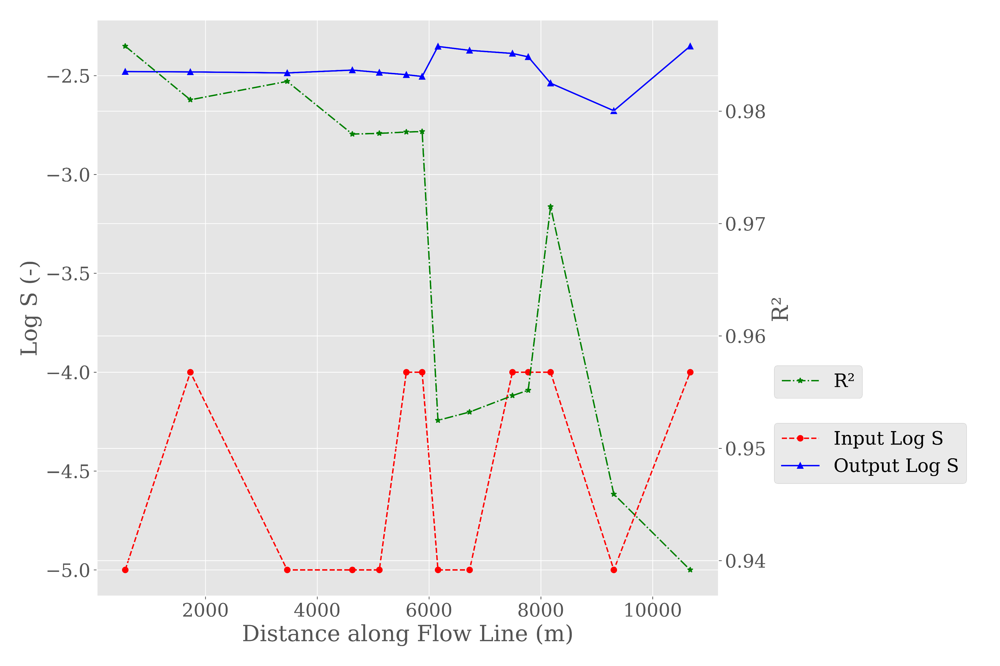 −2.5
−3.0
−3.5
−4.0
−4.5
−5.0
Log S (-)
2000 4000 6000 8000 10000
Distance along Flow Line (m)
0.98
0.97
0.96
0.95
0.94
R²
R²
Input Log S
Output Log S